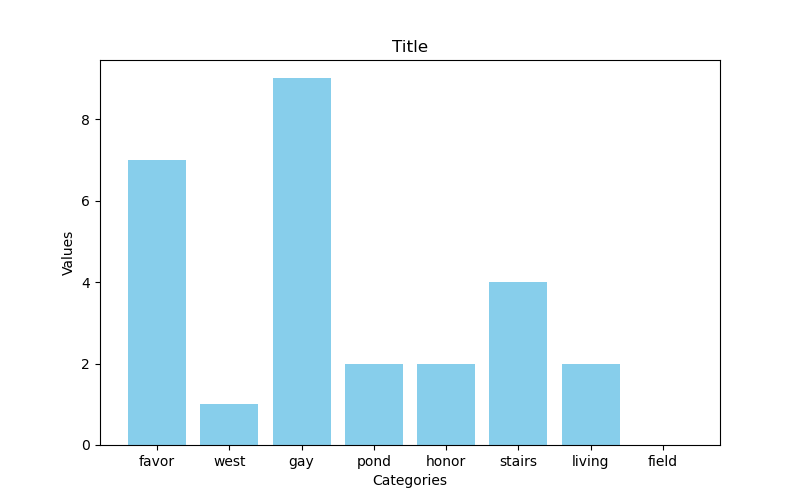 Title
Values
8
6
4
2
0
favor west gay pond honor stairs living field
Categories